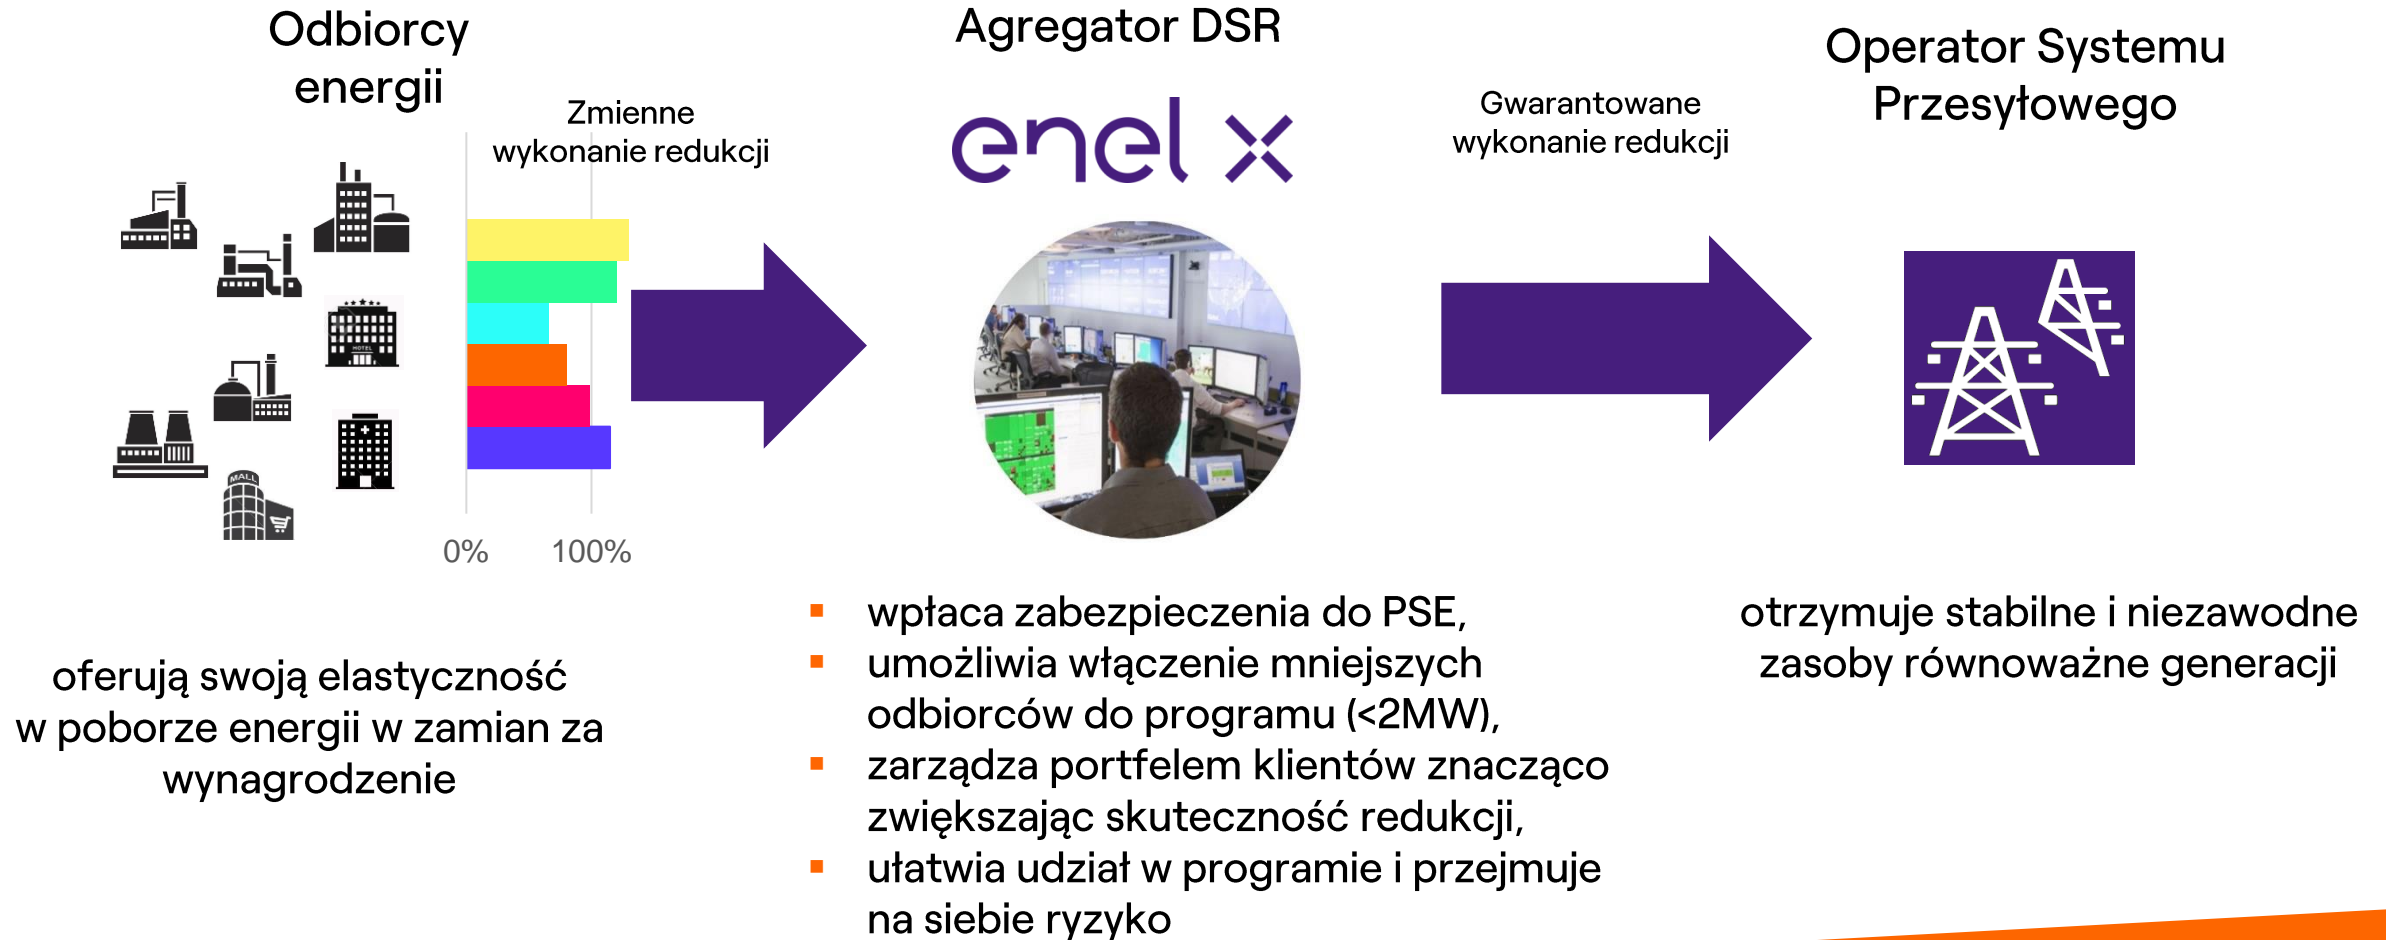 Odbiorcy
energii
Zmienne
wykonanie redukcji
HOTEL
MALL
0%
100%
oferują swoją elastyczność
w poborze energii w zamian za
wynagrodzenie
Agregator DSR
enel x
wpłaca zabezpieczenia do PSE,
umożliwia włączenie mniejszych
odbiorców do programu (<2MW),
zarządza portfelem klientów znacząco
zwiększając skuteczność redukcji,
ułatwia udział w programie i przejmuje
na siebie ryzyko
Gwarantowane
wykonanie redukcji
Operator Systemu
Przesyłowego
otrzymuje stabilne i niezawodne
zasoby równoważne generacji